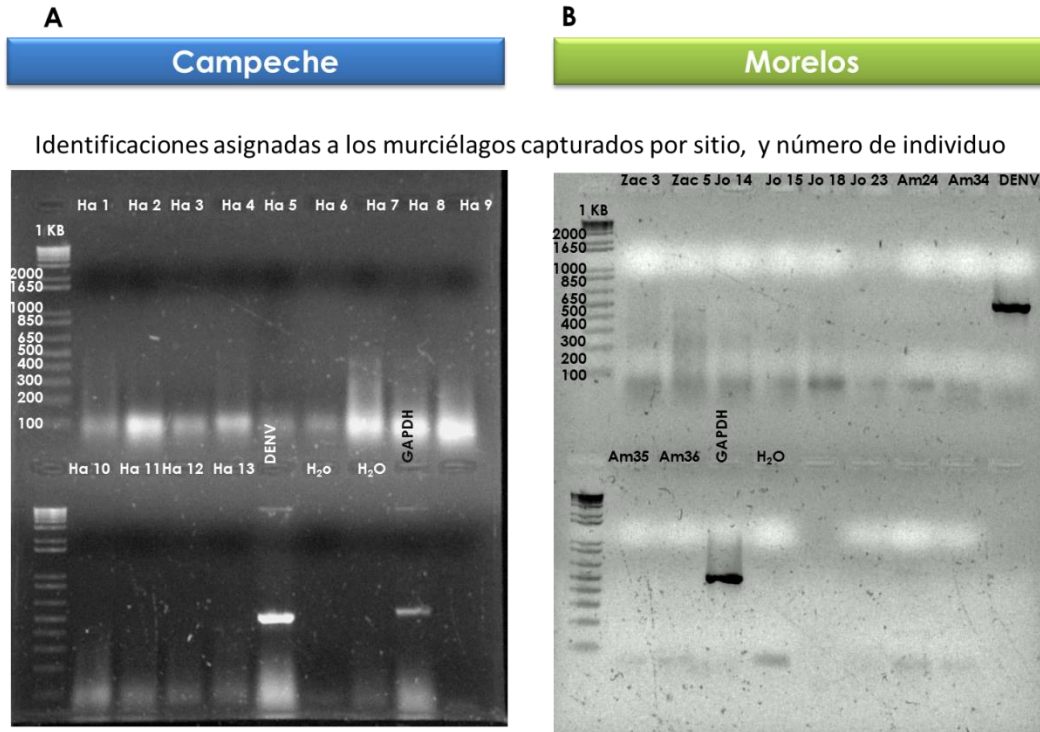 A
B
Campeche
Morelos
Identificaciones asignadas a los murciélagos capturados por sitio, y número de individuo
Ha 1 Ha 2 Ha 3 Ha 4 Ha 5 Ha 6 Ha 7 Ha 8 Ha 9
1 KB
2000
1650
1000
850
650
500
400
300
200
100
DENV
GAPDH
Ha 10 Ha 11 Ha 12 Ha 13 H₂o H₂O
Zac 3 Zac 5 Jo 14 Jo 15 Jo 18 Jo 23 Am24 Am34 DENV
1 KB
2000
1650
1000
850
650
500
400
300
200
100
GAPDH
Am35 Am36 H₂O